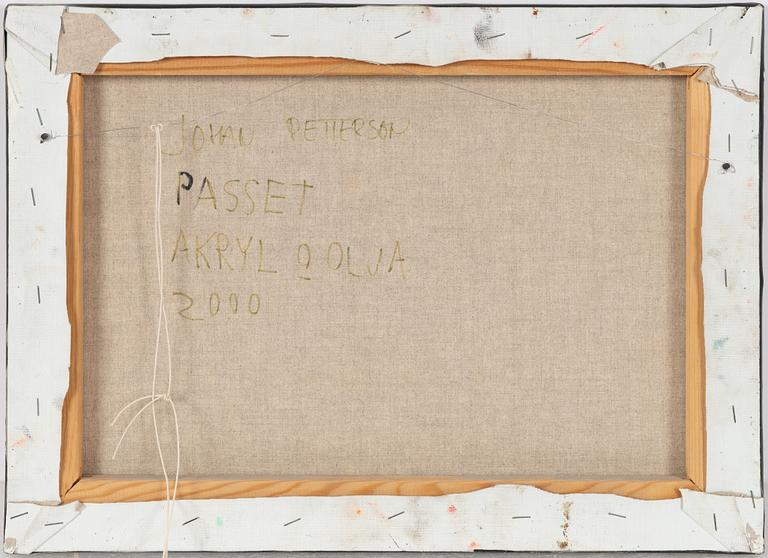 JOHAN PETTERSON
PASSET
AKRYL O OLJA
2000